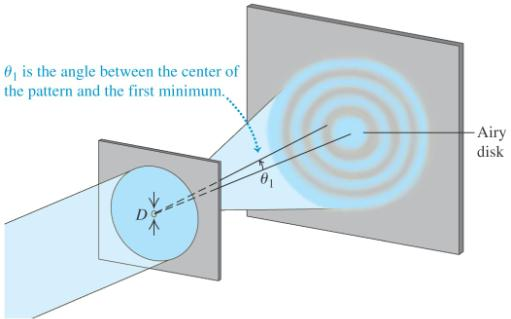 θ₁ is the angle between the center of
the pattern and the first minimum.
Airy
disk
θ₁
D